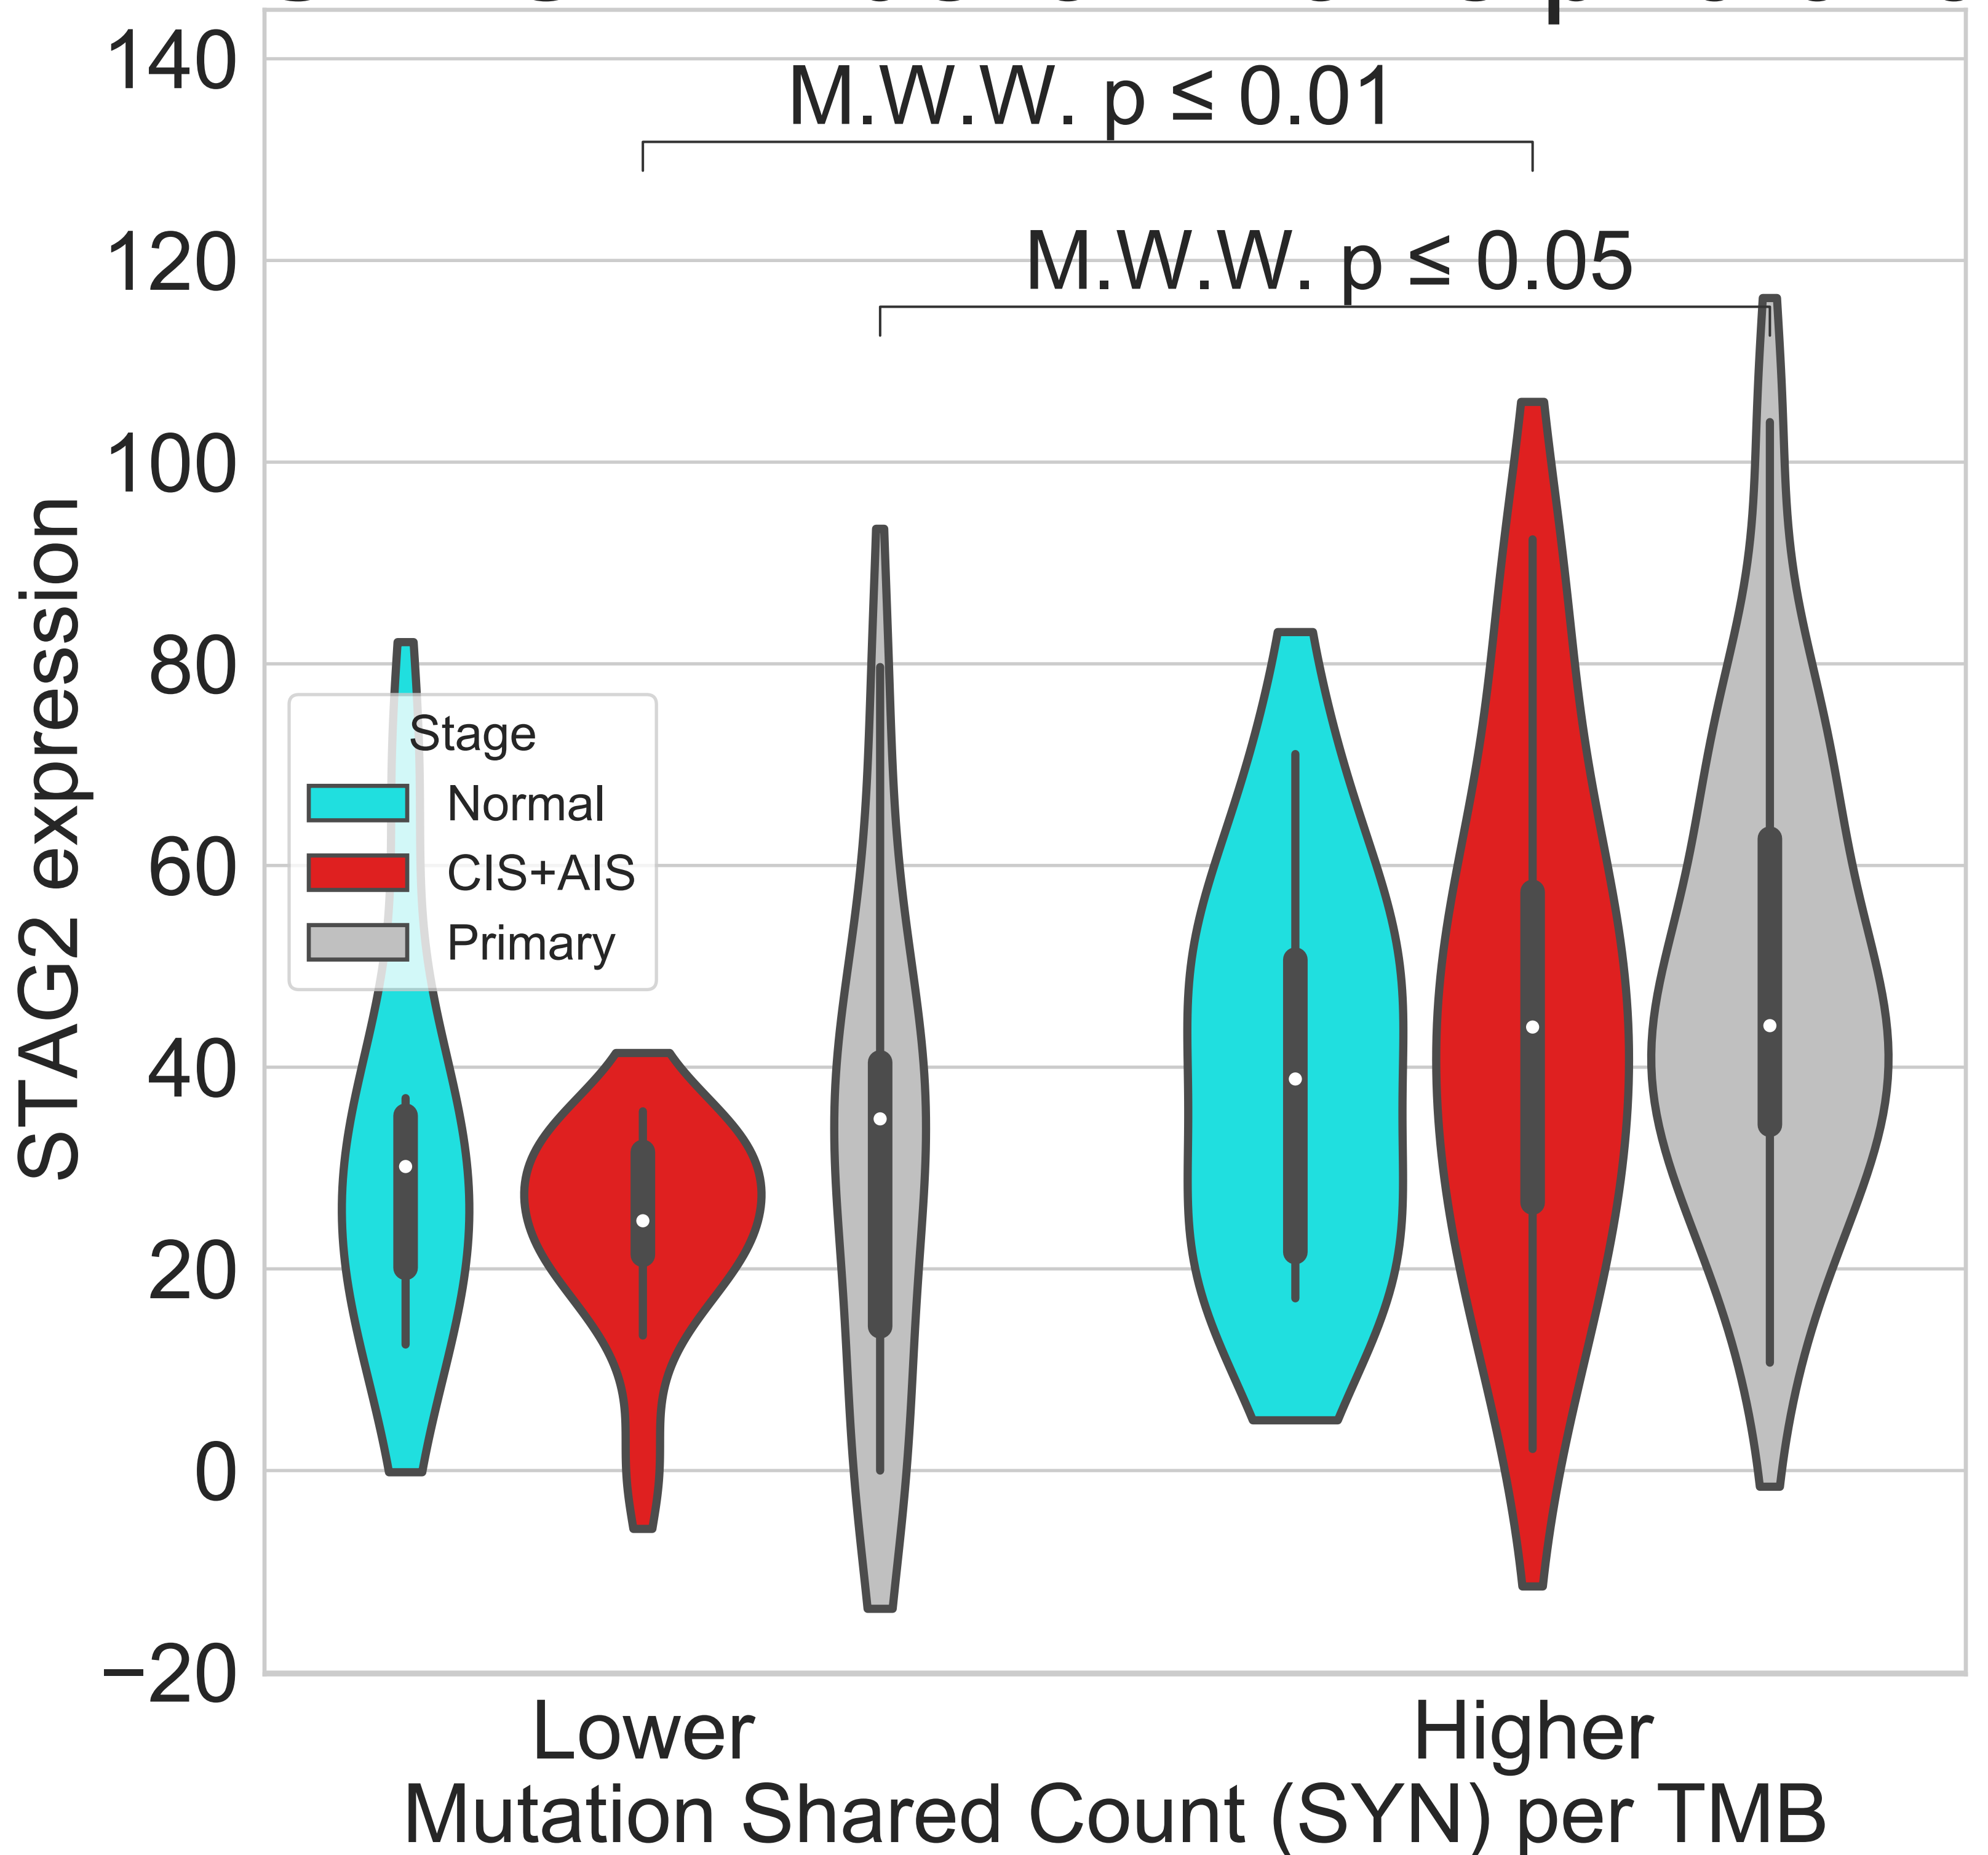 140
M.W.W. p ≤ 0.01
120
M.W.W. p ≤ 0.05
100
80
60
40
20
0
−20
STAG2 expression
Stage
Normal
CIS+AIS
Primary
Lower
Higher
Mutation Shared Count (SYN) per TMB